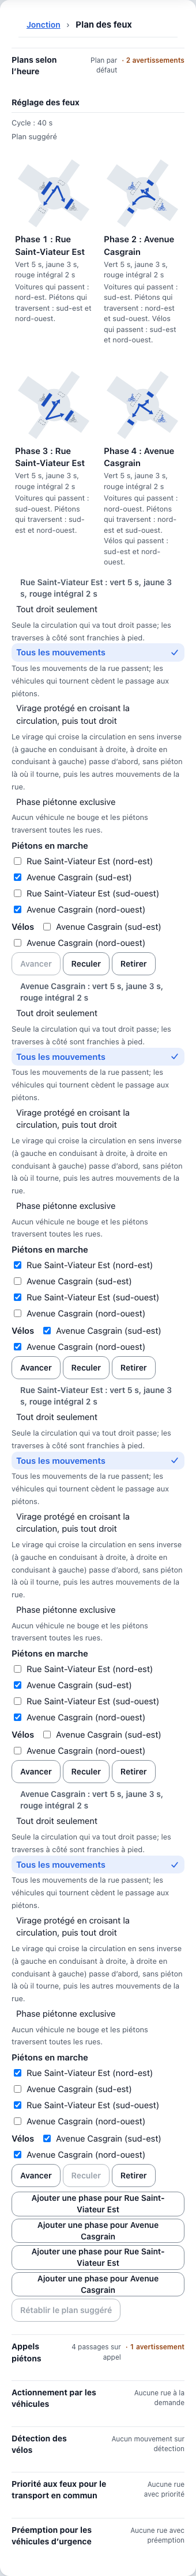 Jonction › Plan des feux
Plans selon l'heure
Plan par défaut · 2 avertissements
Réglage des feux
Cycle : 40 s
Plan suggéré
Phase 1 : Rue Saint-Viateur Est
Vert 5 s, jaune 3 s, rouge intégral 2 s
Voitures qui passent : nord-est. Piétons qui traversent : sud-est et nord-ouest.
Phase 2 : Avenue Casgrain
Vert 5 s, jaune 3 s, rouge intégral 2 s
Voitures qui passent : sud-est. Piétons qui traversent : nord-est et sud-ouest. Vélos qui passent : sud-est et nord-ouest.
Phase 3 : Rue Saint-Viateur Est
Vert 5 s, jaune 3 s, rouge intégral 2 s
Voitures qui passent : sud-ouest. Piétons qui traversent : sud-est et nord-ouest.
Phase 4 : Avenue Casgrain
Vert 5 s, jaune 3 s, rouge intégral 2 s
Voitures qui passent : nord-ouest. Piétons qui traversent : nord-est et sud-ouest. Vélos qui passent : sud-est et nord-ouest.
Rue Saint-Viateur Est : vert 5 s, jaune 3 s, rouge intégral 2 s
Tout droit seulement
Seule la circulation qui va tout droit passe; les traverses à côté sont franchies à pied.
Tous les mouvements
Tous les mouvements de la rue passent; les véhicules qui tournent cèdent le passage aux piétons.
Virage protégé en croisant la circulation, puis tout droit
Le virage qui croise la circulation en sens inverse (à gauche en conduisant à droite, à droite en conduisant à gauche) passe d'abord, sans piéton là où il tourne, puis les autres mouvements de la rue.
Phase piétonne exclusive
Aucun véhicule ne bouge et les piétons traversent toutes les rues.
Piétons en marche
Rue Saint-Viateur Est (nord-est)
Avenue Casgrain (sud-est)
Rue Saint-Viateur Est (sud-ouest)
Avenue Casgrain (nord-ouest)
Vélos Avenue Casgrain (sud-est)
Avenue Casgrain (nord-ouest)
Avancer Reculer Retirer
Avenue Casgrain : vert 5 s, jaune 3 s, rouge intégral 2 s
Tout droit seulement
Seule la circulation qui va tout droit passe; les traverses à côté sont franchies à pied.
Tous les mouvements
Tous les mouvements de la rue passent; les véhicules qui tournent cèdent le passage aux piétons.
Virage protégé en croisant la circulation, puis tout droit
Le virage qui croise la circulation en sens inverse (à gauche en conduisant à droite, à droite en conduisant à gauche) passe d'abord, sans piéton là où il tourne, puis les autres mouvements de la rue.
Phase piétonne exclusive
Aucun véhicule ne bouge et les piétons traversent toutes les rues.
Piétons en marche
Rue Saint-Viateur Est (nord-est)
Avenue Casgrain (sud-est)
Rue Saint-Viateur Est (sud-ouest)
Avenue Casgrain (nord-ouest)
Vélos Avenue Casgrain (sud-est)
Avenue Casgrain (nord-ouest)
Avancer Reculer Retirer
Rue Saint-Viateur Est : vert 5 s, jaune 3 s, rouge intégral 2 s
Tout droit seulement
Seule la circulation qui va tout droit passe; les traverses à côté sont franchies à pied.
Tous les mouvements
Tous les mouvements de la rue passent; les véhicules qui tournent cèdent le passage aux piétons.
Virage protégé en croisant la circulation, puis tout droit
Le virage qui croise la circulation en sens inverse (à gauche en conduisant à droite, à droite en conduisant à gauche) passe d'abord, sans piéton là où il tourne, puis les autres mouvements de la rue.
Phase piétonne exclusive
Aucun véhicule ne bouge et les piétons traversent toutes les rues.
Piétons en marche
Rue Saint-Viateur Est (nord-est)
Avenue Casgrain (sud-est)
Rue Saint-Viateur Est (sud-ouest)
Avenue Casgrain (nord-ouest)
Vélos Avenue Casgrain (sud-est)
Avenue Casgrain (nord-ouest)
Avancer Reculer Retirer
Avenue Casgrain : vert 5 s, jaune 3 s, rouge intégral 2 s
Tout droit seulement
Seule la circulation qui va tout droit passe; les traverses à côté sont franchies à pied.
Tous les mouvements
Tous les mouvements de la rue passent; les véhicules qui tournent cèdent le passage aux piétons.
Virage protégé en croisant la circulation, puis tout droit
Le virage qui croise la circulation en sens inverse (à gauche en conduisant à droite, à droite en conduisant à gauche) passe d'abord, sans piéton là où il tourne, puis les autres mouvements de la rue.
Phase piétonne exclusive
Aucun véhicule ne bouge et les piétons traversent toutes les rues.
Piétons en marche
Rue Saint-Viateur Est (nord-est)
Avenue Casgrain (sud-est)
Rue Saint-Viateur Est (sud-ouest)
Avenue Casgrain (nord-ouest)
Vélos Avenue Casgrain (sud-est)
Avenue Casgrain (nord-ouest)
Avancer Reculer Retirer
Ajouter une phase pour Rue Saint-Viateur Est
Ajouter une phase pour Avenue Casgrain
Ajouter une phase pour Rue Saint-Viateur Est
Ajouter une phase pour Avenue Casgrain
Rétablir le plan suggéré
Appels piétons
4 passages sur appel · 1 avertissement
Actionnement par les véhicules
Aucune rue à la demande
Détection des vélos
Aucun mouvement sur détection
Priorité aux feux pour le transport en commun
Aucune rue avec priorité
Préemption pour les véhicules d'urgence
Aucune rue avec préemption